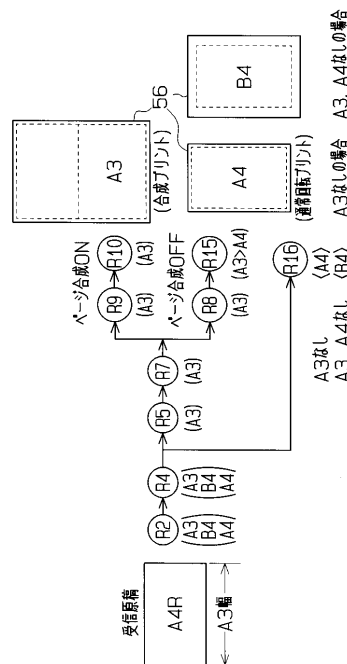 受信原稿
A4R
A3幅
R2
(A3
B4
A4)
R4
(A3
B4
A4)
R5
(A3)
R7
(A3)
ページ合成ON
R9
(A3)
R10
(A3)
ページ合成OFF
R8
(A3)
R15
(A3>A4)
R16
A3なし 〈A4〉
A3, A4なし 〈R4〉
A3
(合成プリント)
56
A4
(通常回転プリント)
A3なしの場合
B4
A3, A4なしの場合